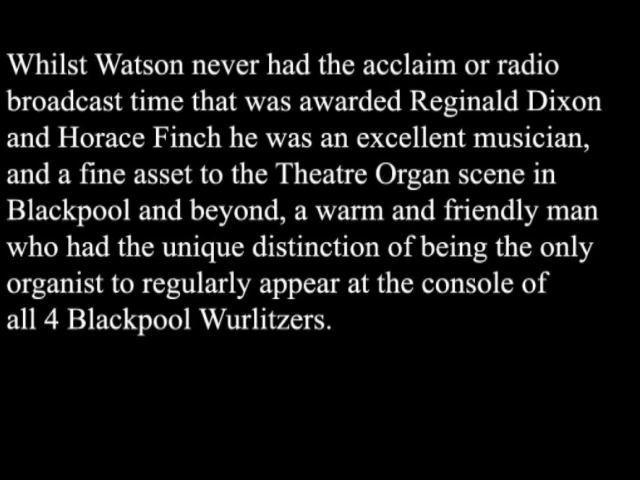 Whilst Watson never had the acclaim or radio
broadcast time that was awarded Reginald Dixon
and Horace Finch he was an excellent musician,
and a fine asset to the Theatre Organ scene in
Blackpool and beyond, a warm and friendly man
who had the unique distinction of being the only
organist to regularly appear at the console of
all 4 Blackpool Wurlitzers.